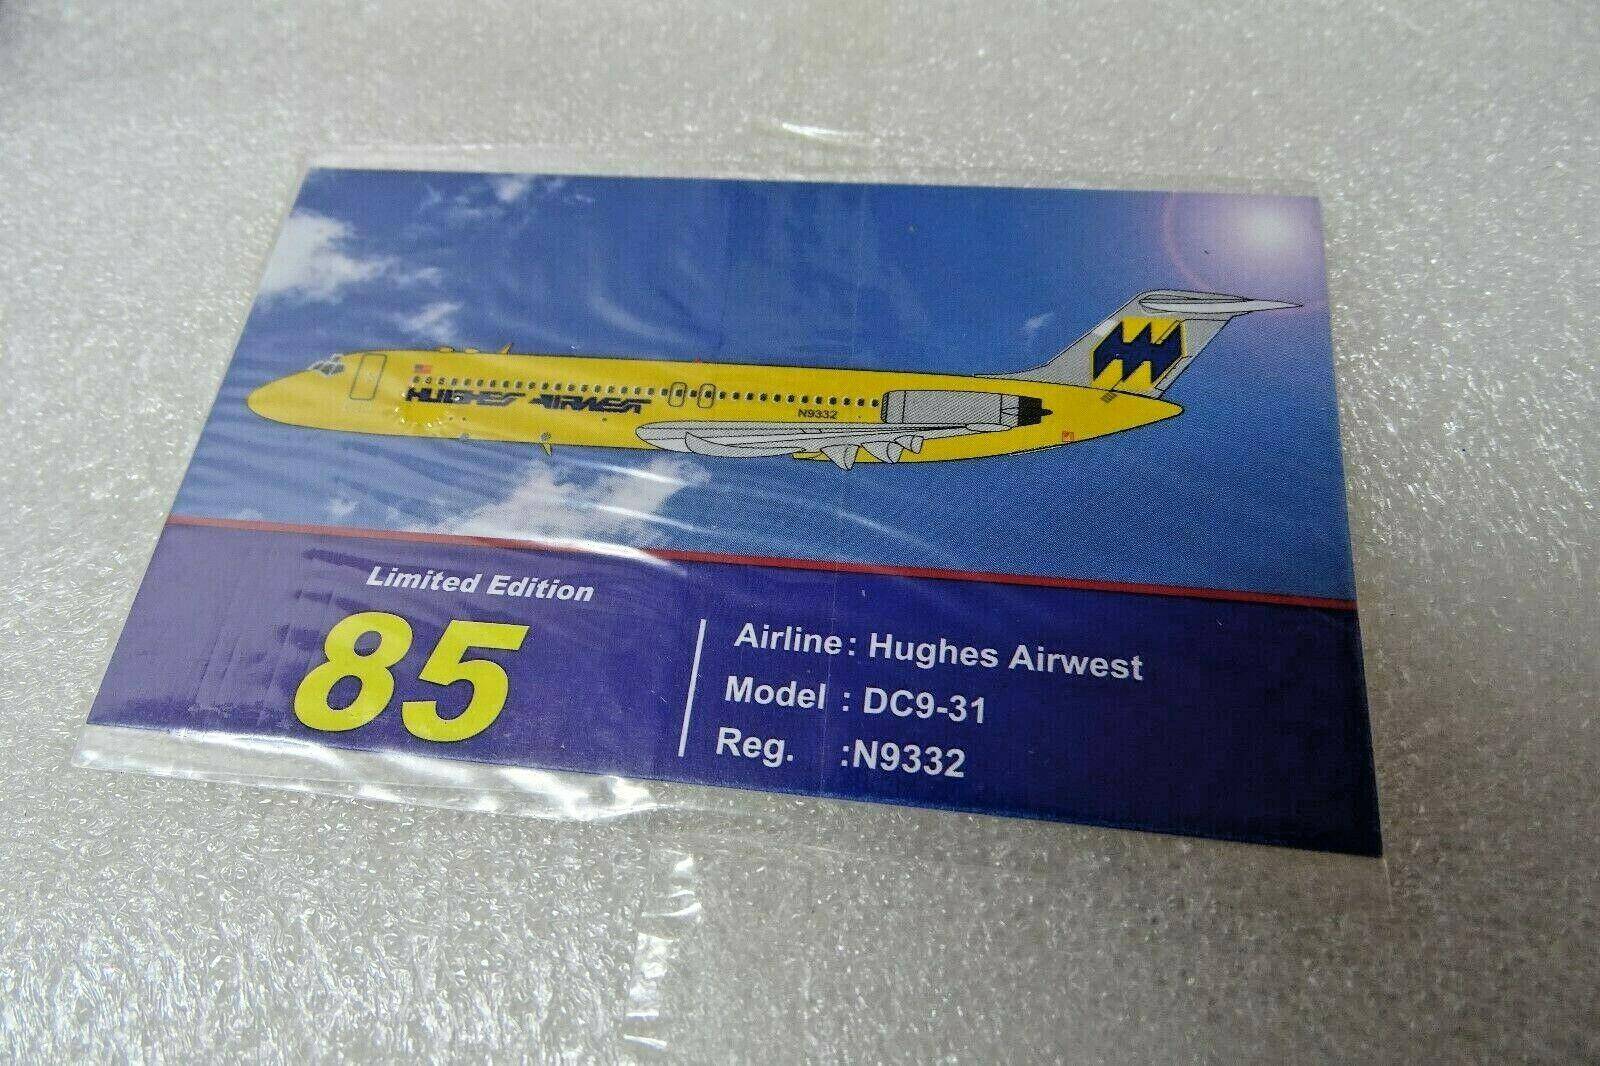 HUGHES AIRWEST
N9332
Limited Edition
85
Airline : Hughes Airwest
Model : DC9-31
Reg. :N9332